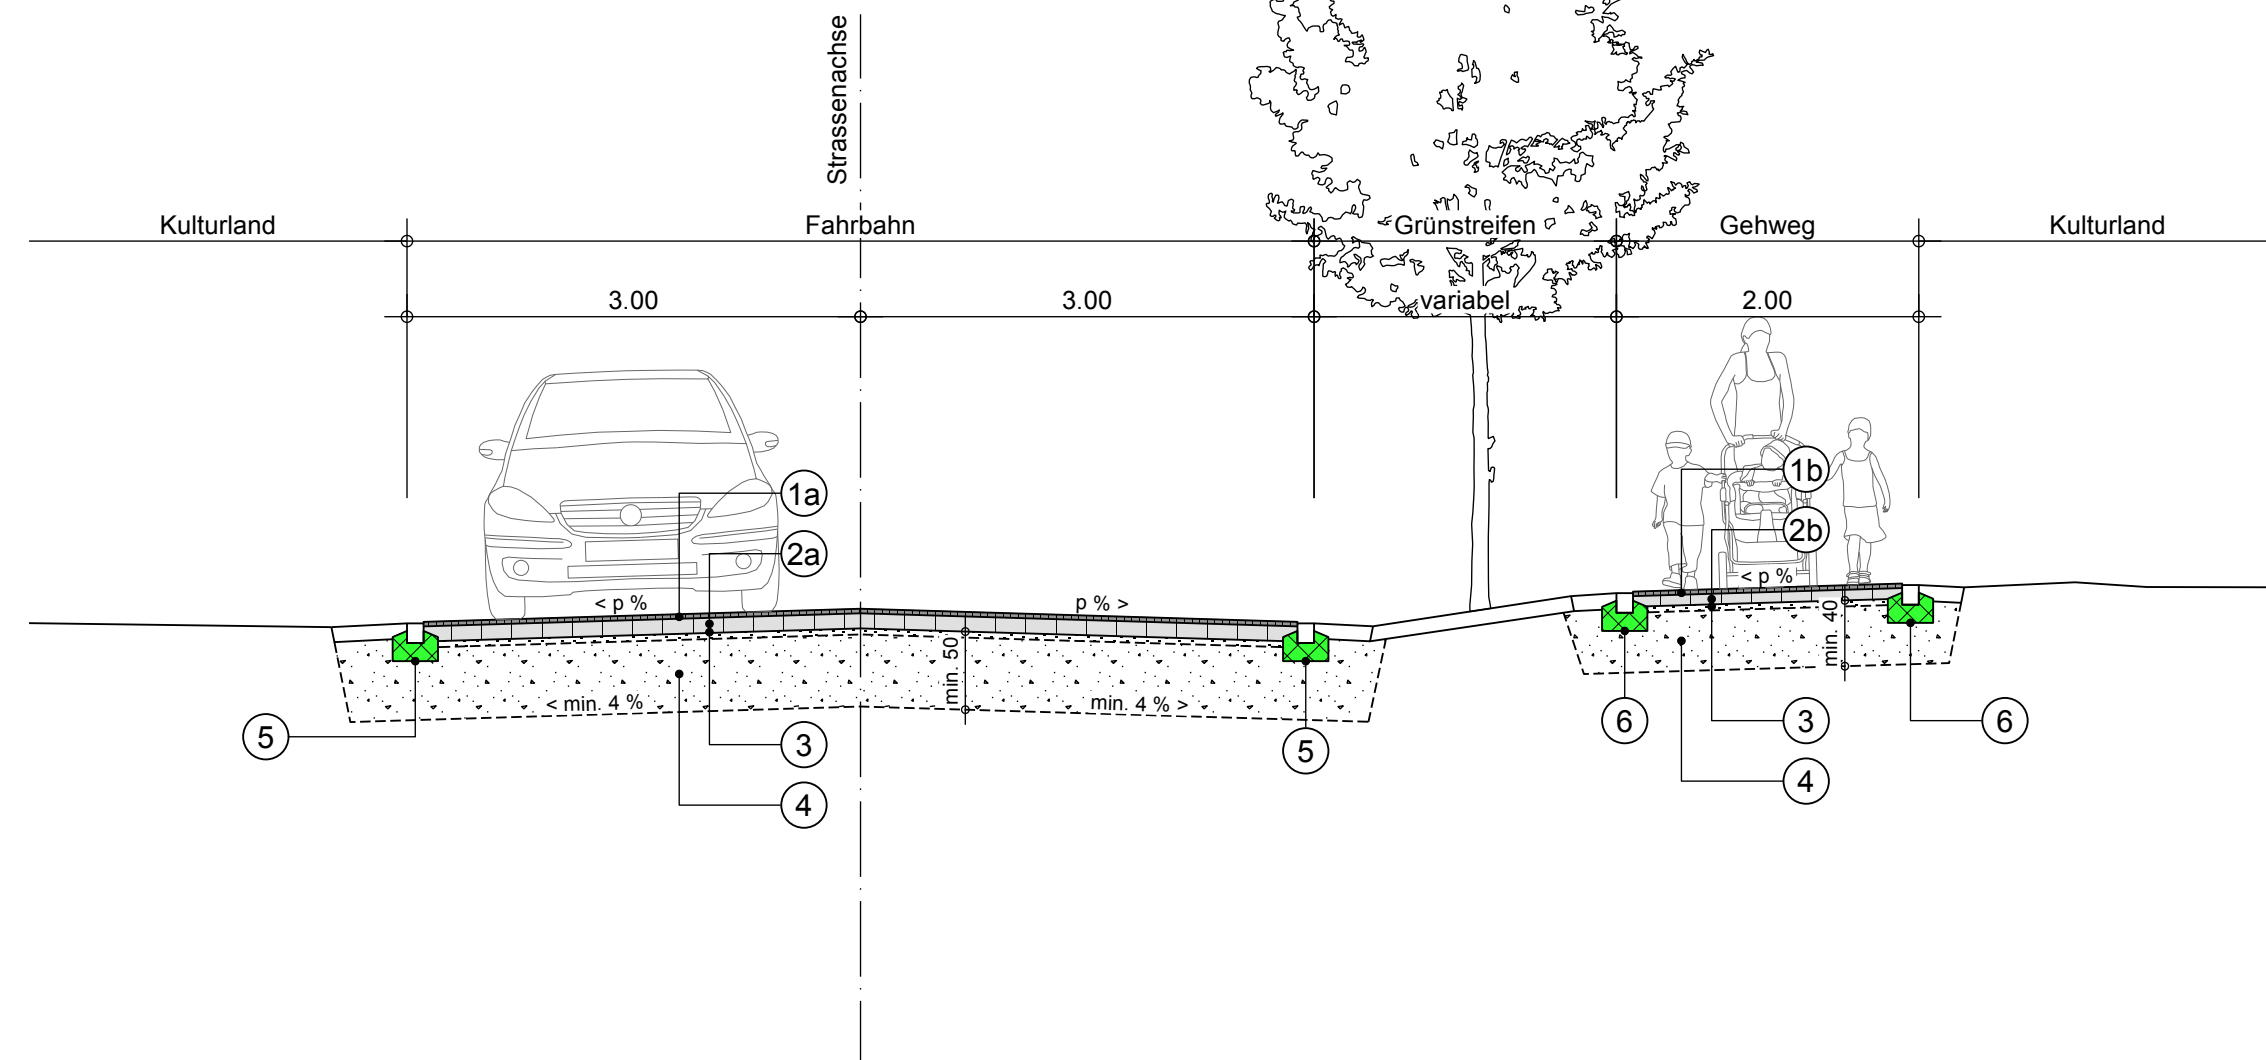 Strassenachse
Kulturland Fahrbahn Grünstreifen Gehweg Kulturland
3.00 3.00 variabel 2.00
1a
1b
2a
2b
< p % p % > < p %
min. 50
min. 40
< min. 4 % min. 4 % >
5 3 5 6 3 6
4 4